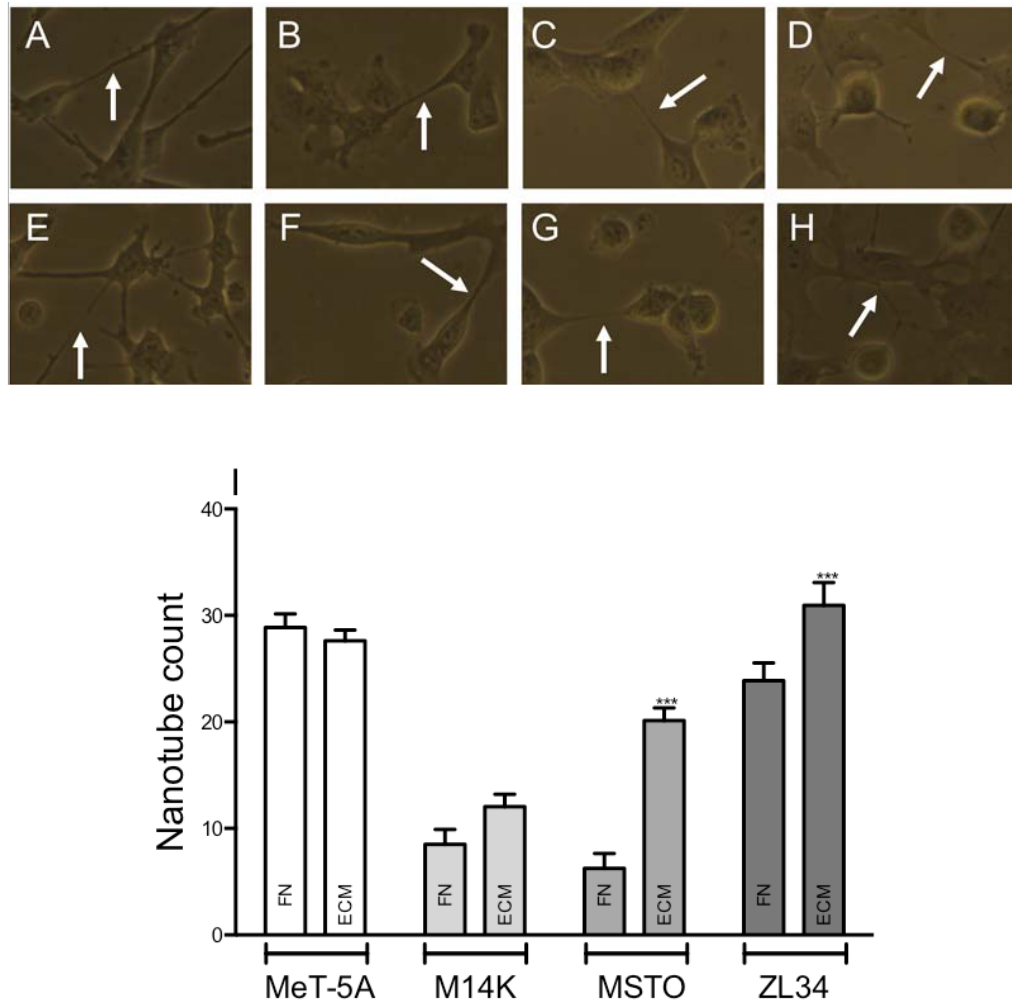 A B C D
E F G H
40
30
20
10
0
Nanotube count
***
***
FN ECM FN ECM FN ECM FN ECM
MeT-5A M14K MSTO ZL34